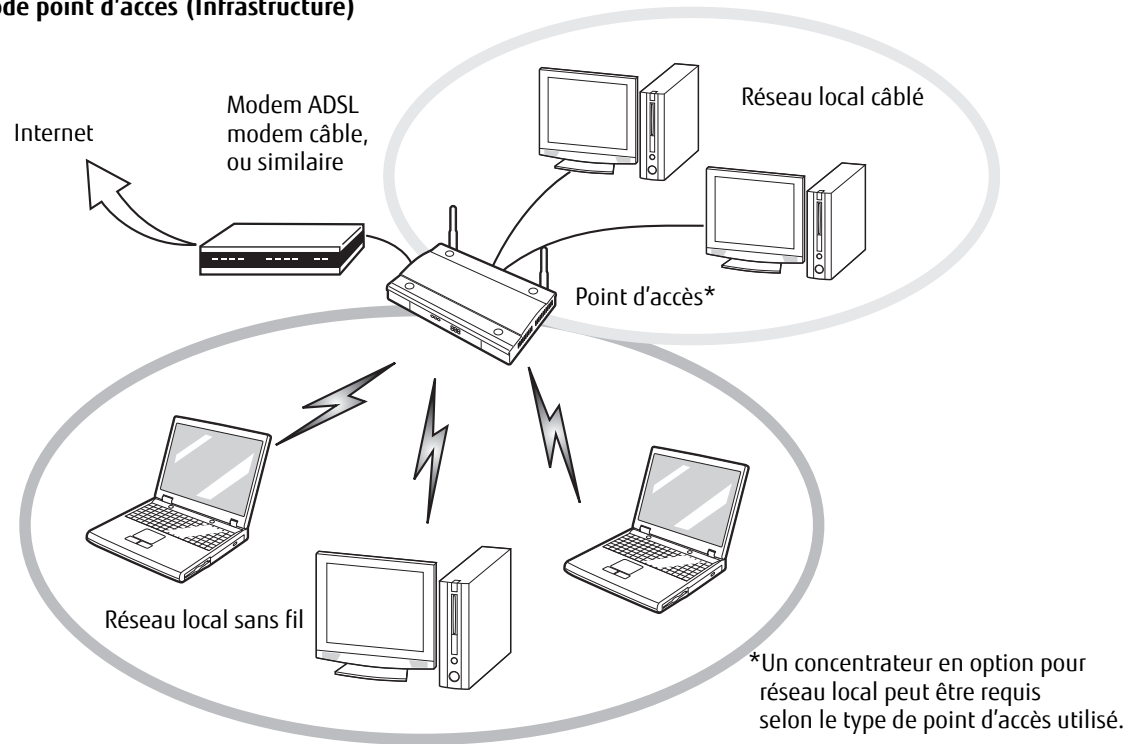 point d'accès (Infrastructure)
Internet
Modem ADSL
modem câble,
ou similaire
Réseau local câblé
Point d'accès*
Réseau local sans fil
*Un concentrateur en option pour
réseau local peut être requis
selon le type de point d'accès utilisé.